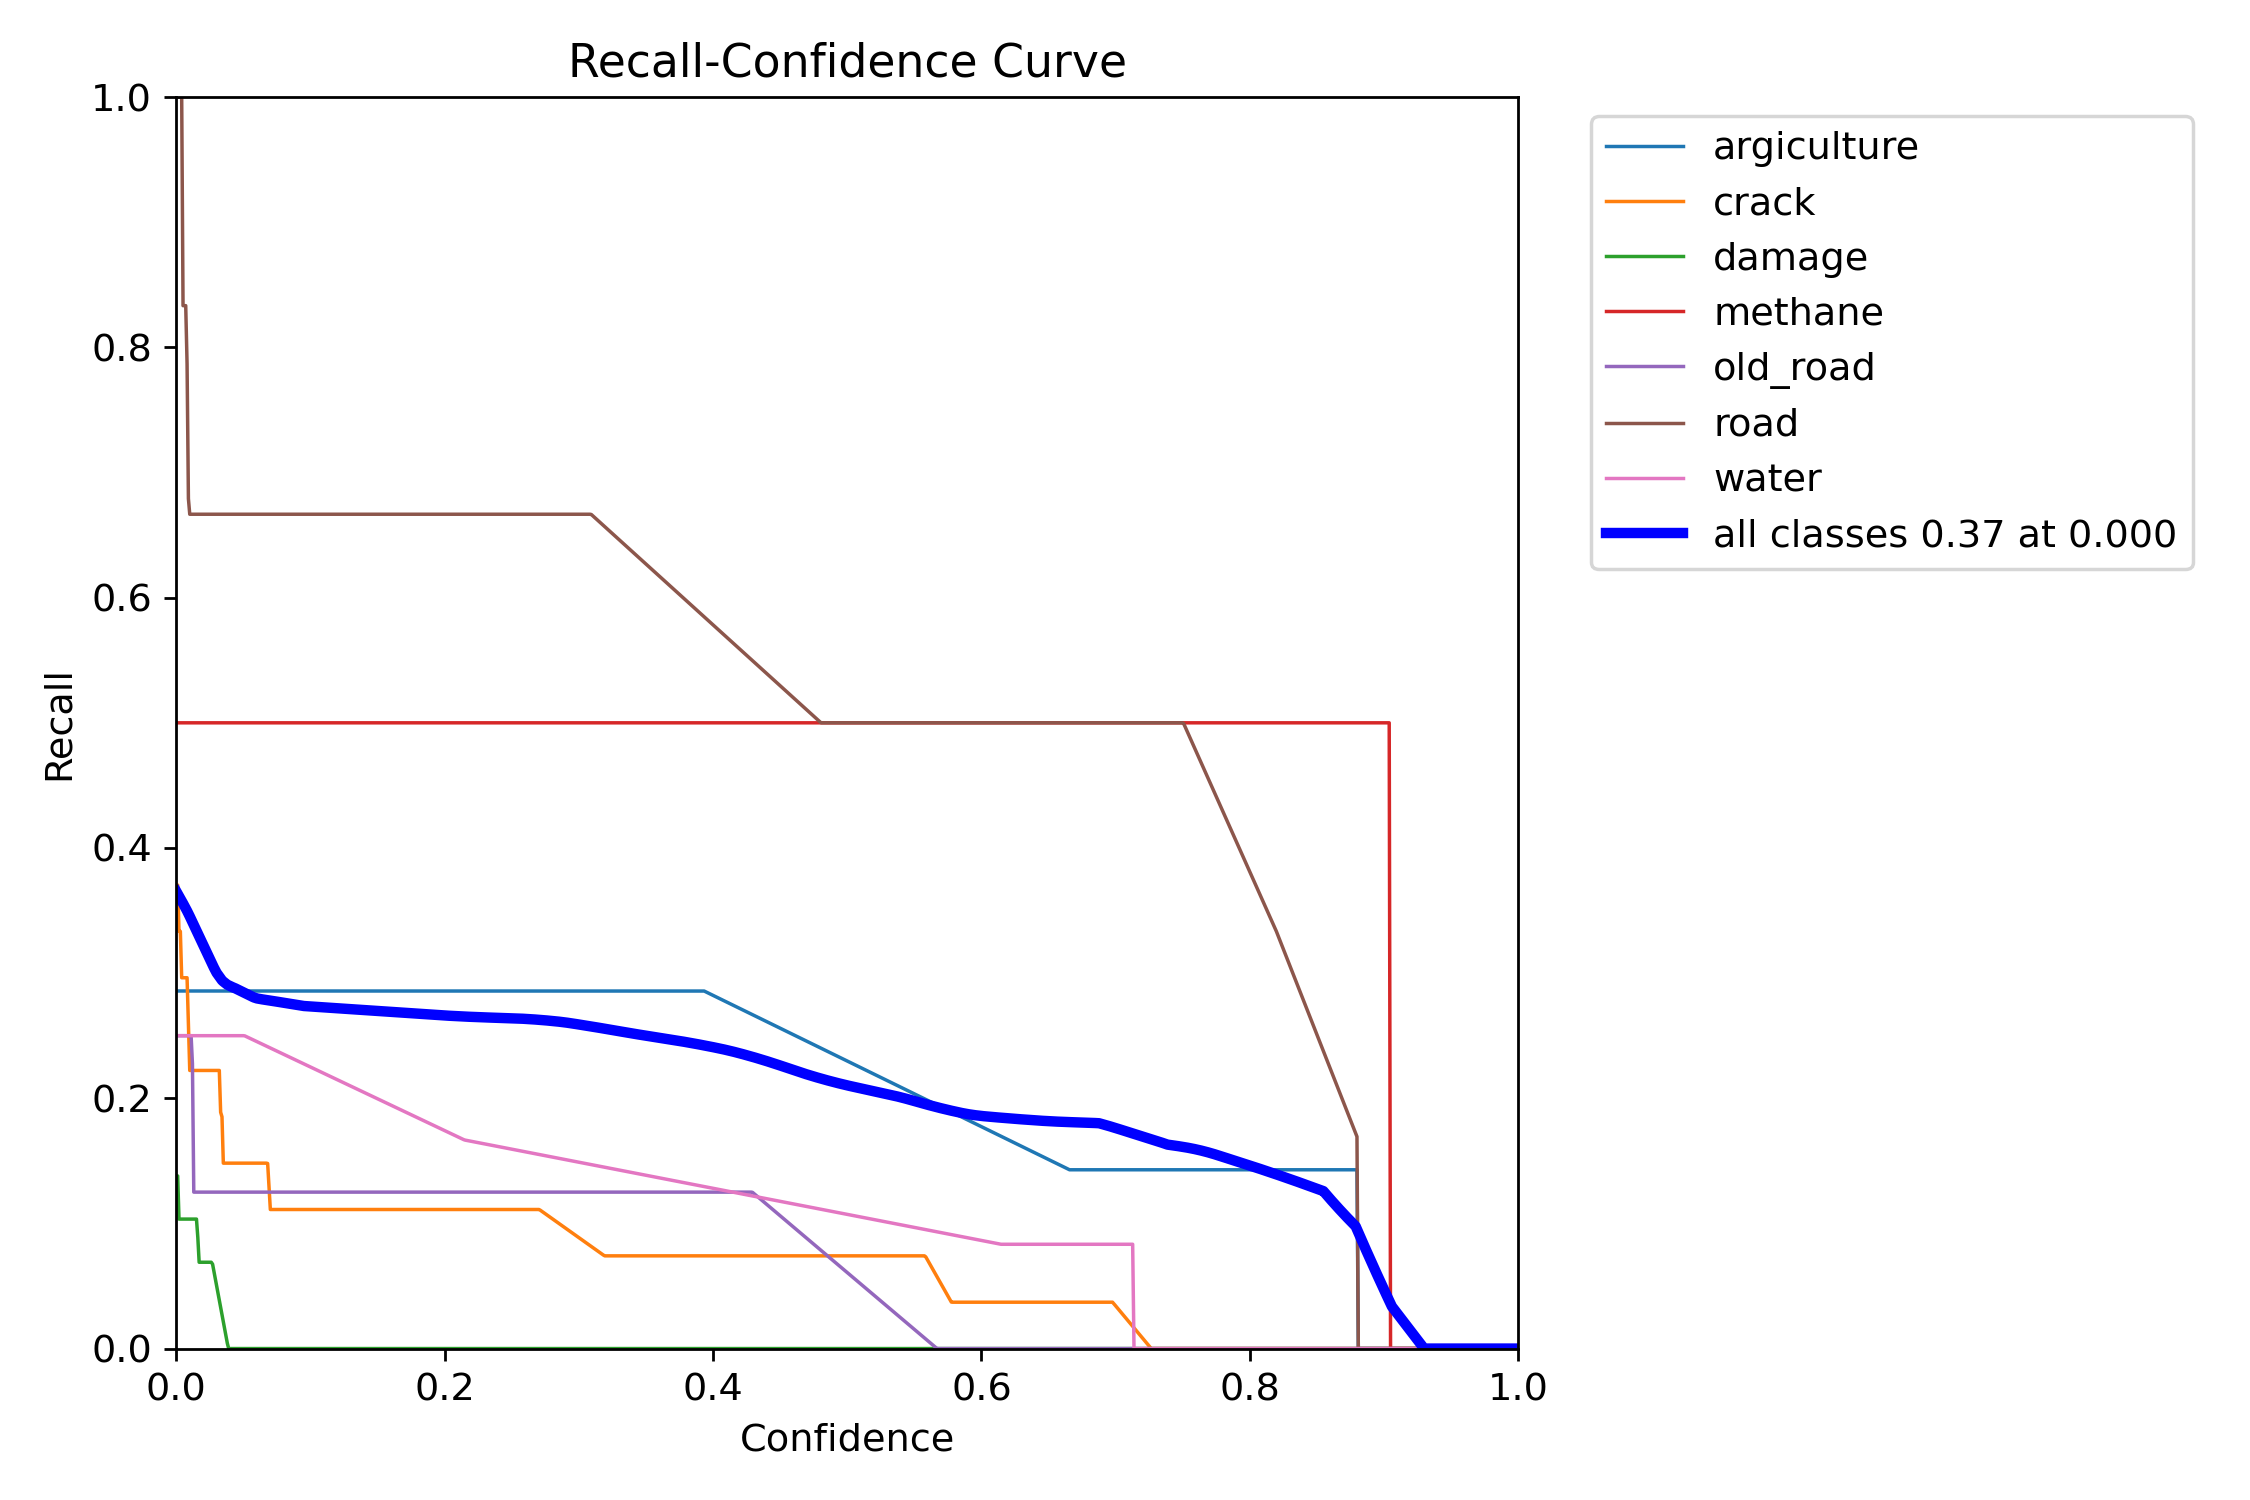 Recall-Confidence Curve
1.0
0.8
0.6
0.4
0.2
0.0
Recall
0.0 0.2 0.4 0.6 0.8 1.0
Confidence
argiculture
crack
damage
methane
old_road
road
water
all classes 0.37 at 0.000